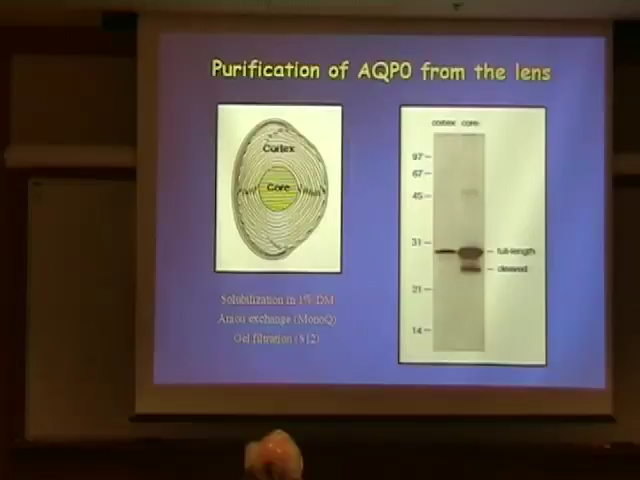 Purification of AQP0 from the lens
Cortex
Core
Solubilization in 1% DM
Anion exchange (MonoQ)
Gel filtration (S12)
cortex core
97
67
45
31
full-length
cleaved
21
14